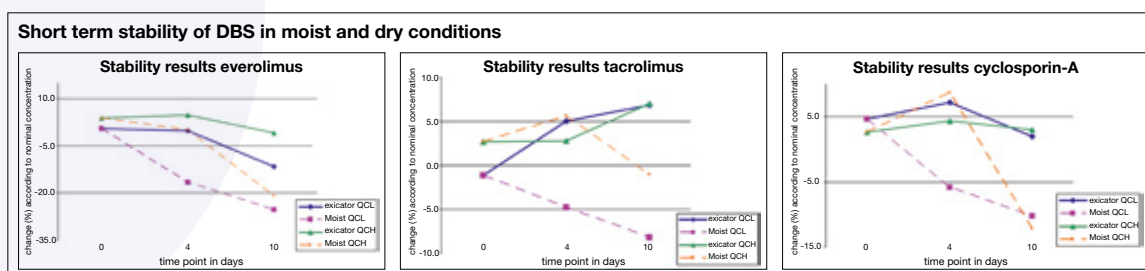 Short term stability of DBS in moist and dry conditions
Stability results everolimus
change (%) according to nominal concentration
10.0
-5.0
-20.0
-35.0
0
4
10
time point in days
exicator QCL
Moist QCL
exicator QCH
Moist QCH
Stability results tacrolimus
change (%) according to nominal concentration
10.0
5.0
0.0
-5.0
-10.0
0
4
10
time point in days
exicator QCL
Moist QCL
exicator QCH
Moist QCH
Stability results cyclosporin-A
change (%) according to nominal concentration
5.0
-5.0
-15.0
0
4
10
time point in days
exicator QCL
Moist QCL
exicator QCH
Moist QCH